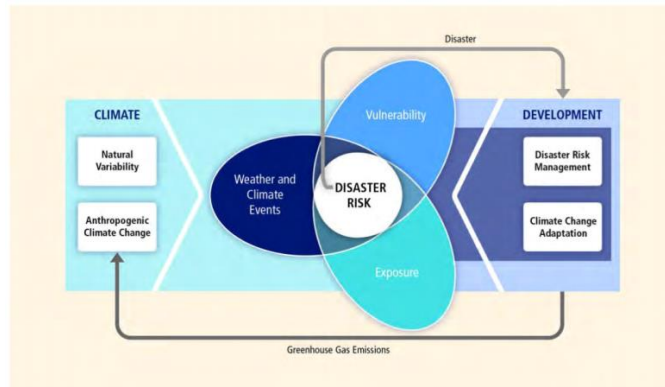 Disaster
CLIMATE
Natural
Variability
Anthropogenic
Climate Change
Vulnerability
Weather and
Climate
Events
DISASTER
RISK
Exposure
DEVELOPMENT
Disaster Risk
Management
Climate Change
Adaptation
Greenhouse Gas Emissions